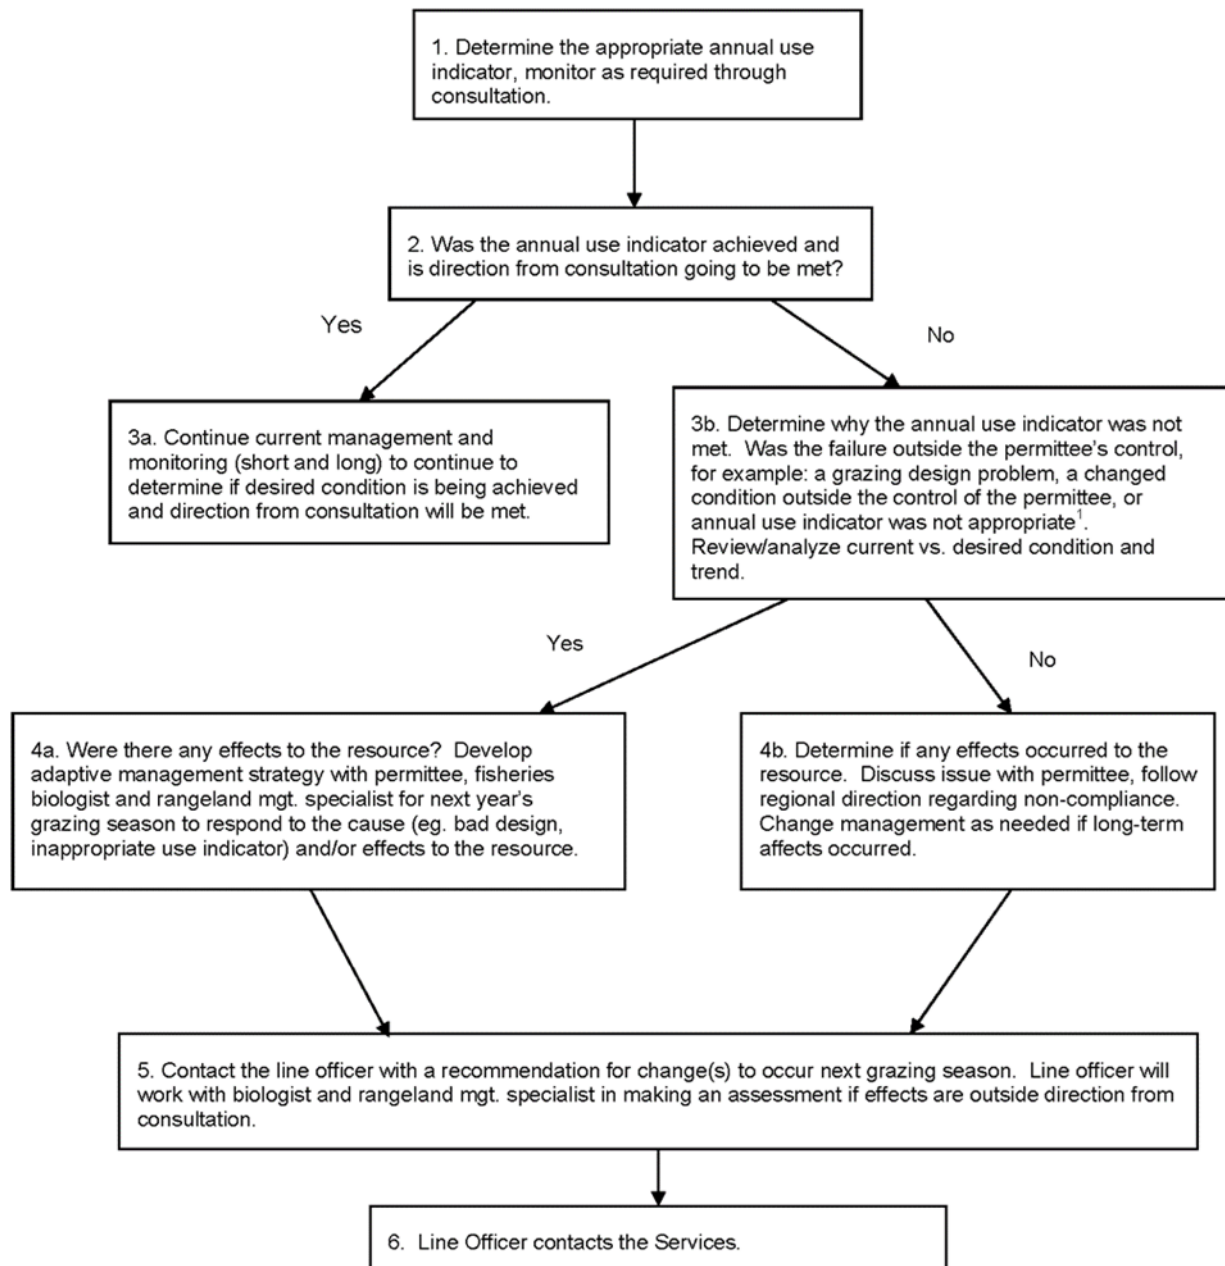 1. Determine the appropriate annual use
indicator, monitor as required through
consultation.
2. Was the annual use indicator achieved and
is direction from consultation going to be met?
Yes
No
3a. Continue current management and
monitoring (short and long) to continue to
determine if desired condition is being achieved
and direction from consultation will be met.
3b. Determine why the annual use indicator was not
met.  Was the failure outside the permittee's control,
for example: a grazing design problem, a changed
condition outside the control of the permittee, or
annual use indicator was not appropriate¹.
Review/analyze current vs. desired condition and
trend.
Yes
No
4a. Were there any effects to the resource?  Develop
adaptive management strategy with permittee, fisheries
biologist and rangeland mgt. specialist for next year's
grazing season to respond to the cause (eg. bad design,
inappropriate use indicator) and/or effects to the resource.
4b. Determine if any effects occurred to the
resource.  Discuss issue with permittee, follow
regional direction regarding non-compliance.
Change management as needed if long-term
affects occurred.
5. Contact the line officer with a recommendation for change(s) to occur next grazing season.  Line officer will
work with biologist and rangeland mgt. specialist in making an assessment if effects are outside direction from
consultation.
6.  Line Officer contacts the Services.